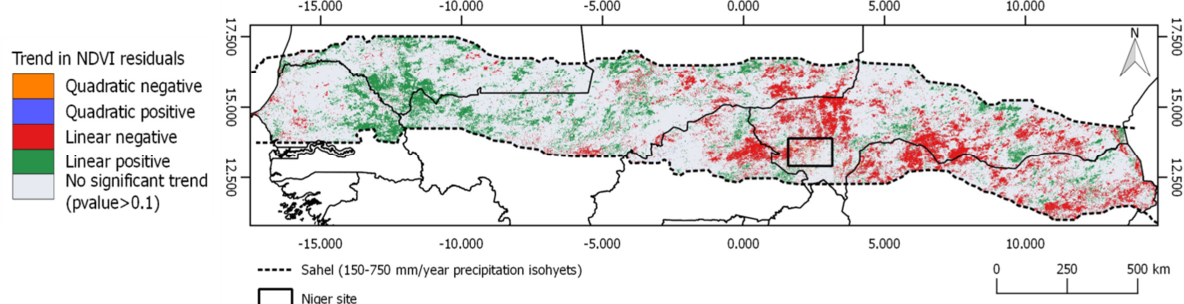 -15.000 -10.000 -5.000 0.000 5.000 10.000
17.500 15.000 12.500
17.500 15.000 12.500
N
Trend in NDVI residuals
Quadratic negative
Quadratic positive
Linear negative
Linear positive
No significant trend
(pvalue>0.1)
-15.000 -10.000 -5.000 0.000 5.000 10.000
Sahel (150-750 mm/year precipitation isohyets)
Niger site
0 250 500 km